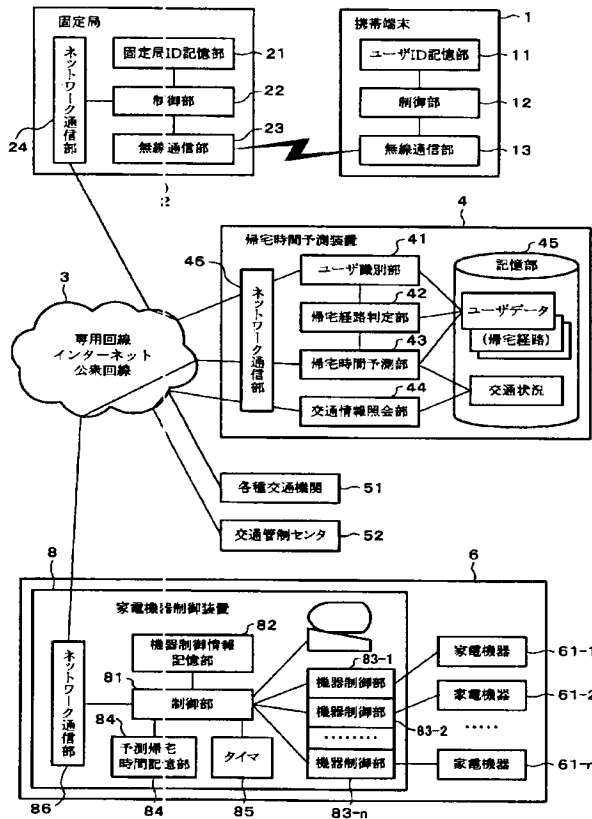 固定局
固定局ID記憶部
21
制御部
22
無線通信部
23
ネットワーク通信部
24
2
携帯端末
1
ユーザID記憶部
11
制御部
12
無線通信部
13
3
専用回線
インターネット
公衆回線
4
帰宅時間予測装置
46
ネットワーク通信部
ユーザ識別部
41
帰宅経路判定部
42
帰宅時間予測部
43
交通情報照会部
44
45
記憶部
ユーザデータ
(帰宅経路)
交通状況
各種交通機関
51
交通管制センタ
52
6
8
家電機器制御装置
ネットワーク通信部
86
機器制御情報
記憶部
82
81
制御部
84
予測帰宅
時間記憶部
84
タイマ
85
83-1
機器制御部
機器制御部
83-2
………
機器制御部
83-n
家電機器
61-1
家電機器
61-2
.....
家電機器
61-n